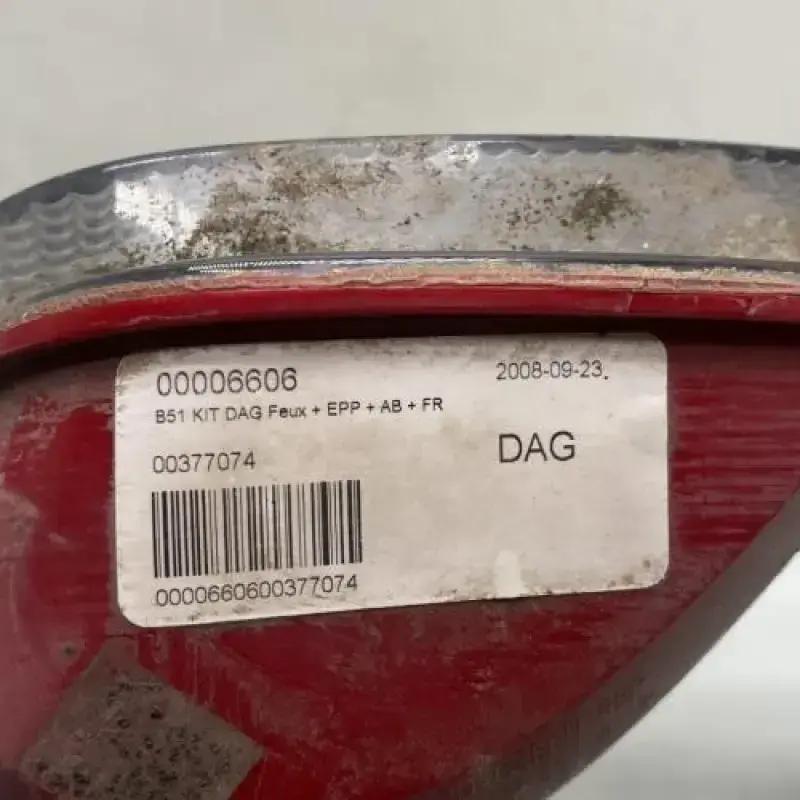 00006606
2008-09-23.
B51 KIT DAG Feux + EPP + AB + FR
DAG
00377074
0000660600377074